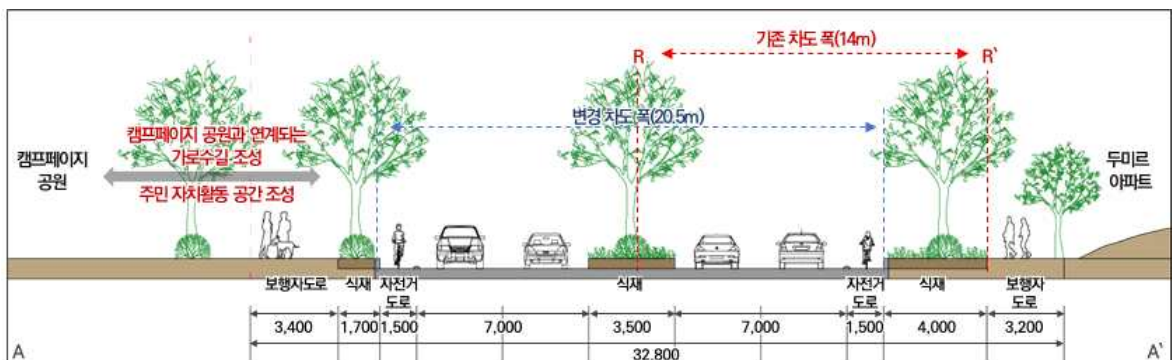 기존 차도 폭(14m)
R
R`
변경 차도 폭(20.5m)
캠프페이지
공원
캠프페이지 공원과 연계되는
가로수길 조성
주민 자치활동 공간 조성
두미르
아파트
보행자도로
식재
자전거
도로
식재
자전거
도로
식재
보행자
도로
3,400
1,700
1,500
7,000
3,500
7,000
1,500
4,000
3,200
32,800
A
A`